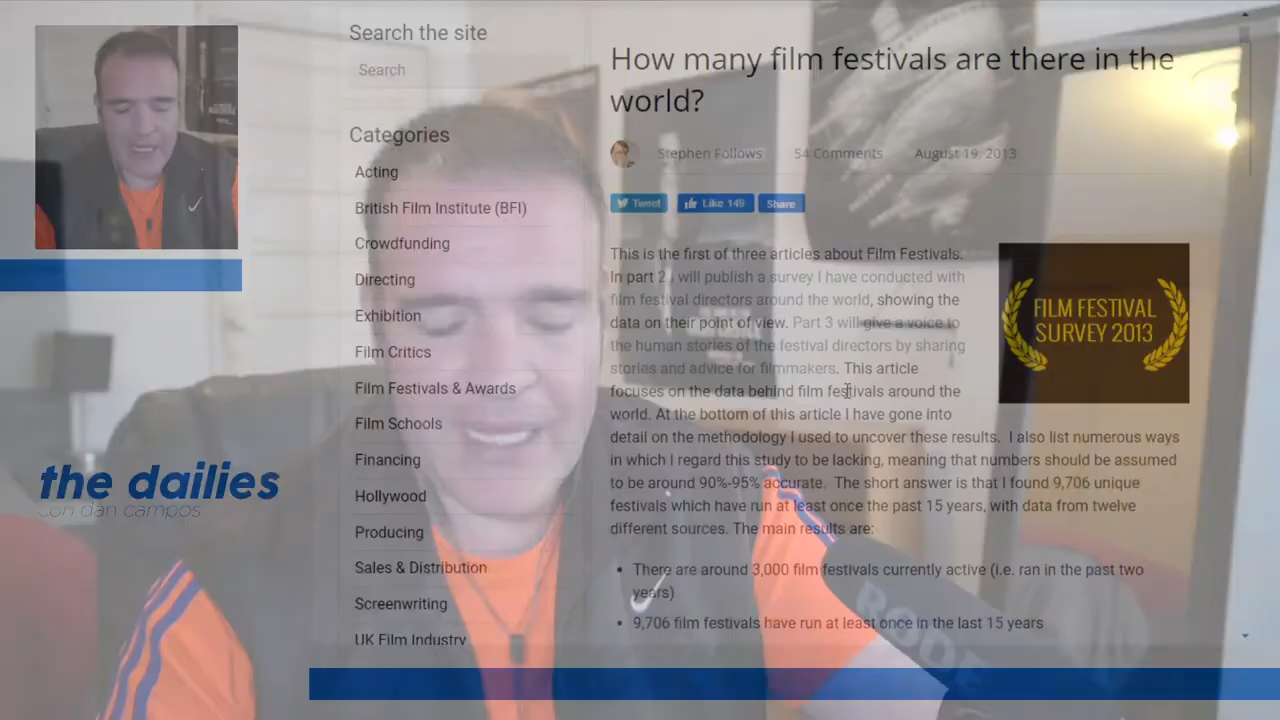 Search the site
Search
Categories
Acting
British Film Institute (BFI)
Crowdfunding
Directing
Exhibition
Film Critics
Film Festivals & Awards
Film Schools
Financing
Hollywood
Producing
Sales & Distribution
Screenwriting
UK Film Industry
How many film festivals are there in the
world?
Stephen Follows 54 Comments August 19, 2013
Tweet Like 149 Share
This is the first of three articles about Film Festivals.
In part 2 will publish a survey I have conducted with
film festival directors around the world, showing the
data on their point of view. Part 3 will give a voice to
the human stories of the festival directors by sharing
stories and advice for filmmakers. This article
focuses on the data behind film festivals around the
world. At the bottom of this article I have gone into
detail on the methodology I used to uncover these results. I also list numerous ways
in which I regard this study to be lacking, meaning that numbers should be assumed
to be around 90%-95% accurate. The short answer is that I found 9,706 unique
festivals which have run at least once the past 15 years, with data from twelve
different sources. The main results are:
• There are around 3,000 film festivals currently active (i.e. ran in the past two
years)
• 9,706 film festivals have run at least once in the last 15 years
FILM FESTIVAL
SURVEY 2013
the dailies
con dan campos
RODE